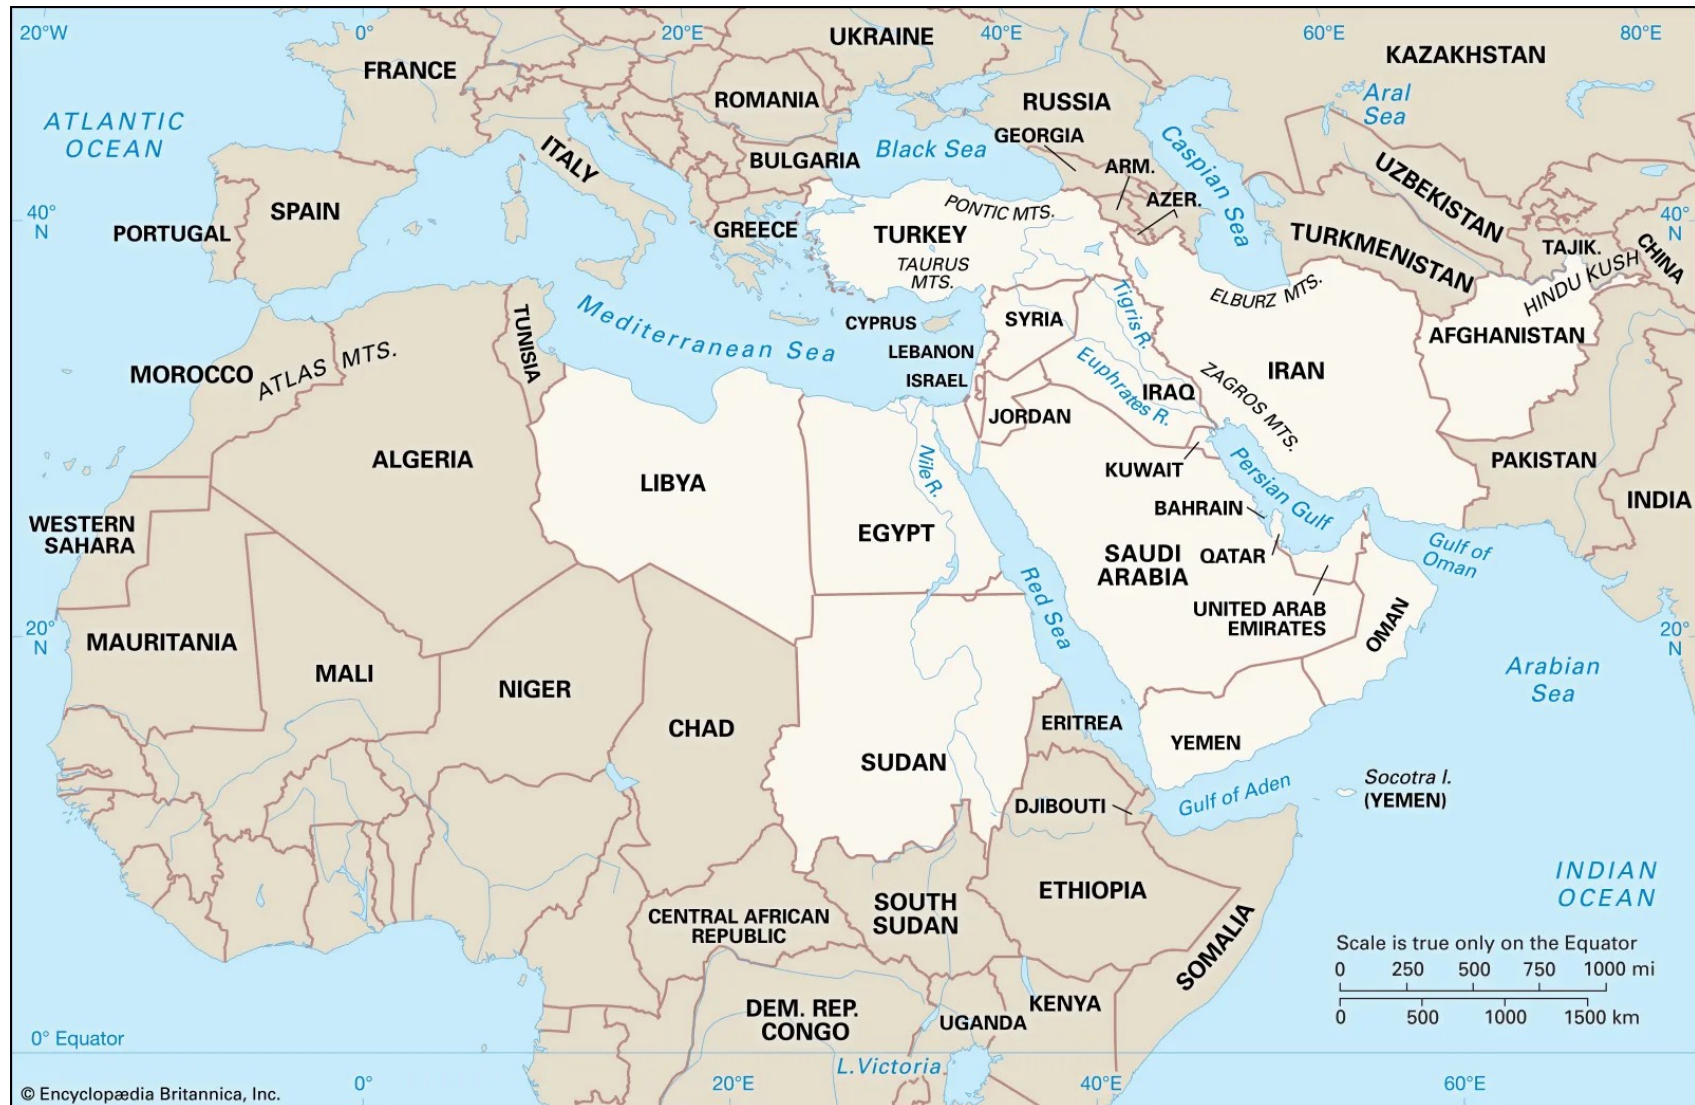 20°W
0°
20°E
40°E
60°E
80°E
UKRAINE
KAZAKHSTAN
FRANCE
ROMANIA
RUSSIA
Aral
Sea
ATLANTIC
OCEAN
GEORGIA
Caspian Sea
ITALY
BULGARIA
Black Sea
ARM.
AZER.
UZBEKISTAN
40°
N
SPAIN
PORTUGAL
GREECE
PONTIC MTS.
TURKEY
TAURUS
MTS.
TURKMENISTAN
TAJIK.
CHINA
40°
N
HINDU KUSH
ELBURZ MTS.
Mediterranean Sea
TUNISIA
CYPRUS
SYRIA
Tigris R.
AFGHANISTAN
LEBANON
ISRAEL
MOROCCO
ATLAS MTS.
Euphrates R.
IRAQ
ZAGROS MTS.
IRAN
JORDAN
ALGERIA
LIBYA
Nile R.
KUWAIT
Persian Gulf
PAKISTAN
INDIA
WESTERN
SAHARA
EGYPT
BAHRAIN
QATAR
SAUDI
ARABIA
Gulf of
Oman
Red Sea
UNITED ARAB
EMIRATES
OMAN
20°
N
20°
N
MAURITANIA
MALI
NIGER
CHAD
Arabian
Sea
ERITREA
YEMEN
SUDAN
Socotra I.
(YEMEN)
Gulf of Aden
DJIBOUTI
ETHIOPIA
INDIAN
OCEAN
CENTRAL AFRICAN
REPUBLIC
SOUTH
SUDAN
SOMALIA
Scale is true only on the Equator
0 250 500 750 1000 mi
0 500 1000 1500 km
DEM. REP.
CONGO
UGANDA
KENYA
0° Equator
L.Victoria
0°
20°E
40°E
60°E
© Encyclopædia Britannica, Inc.